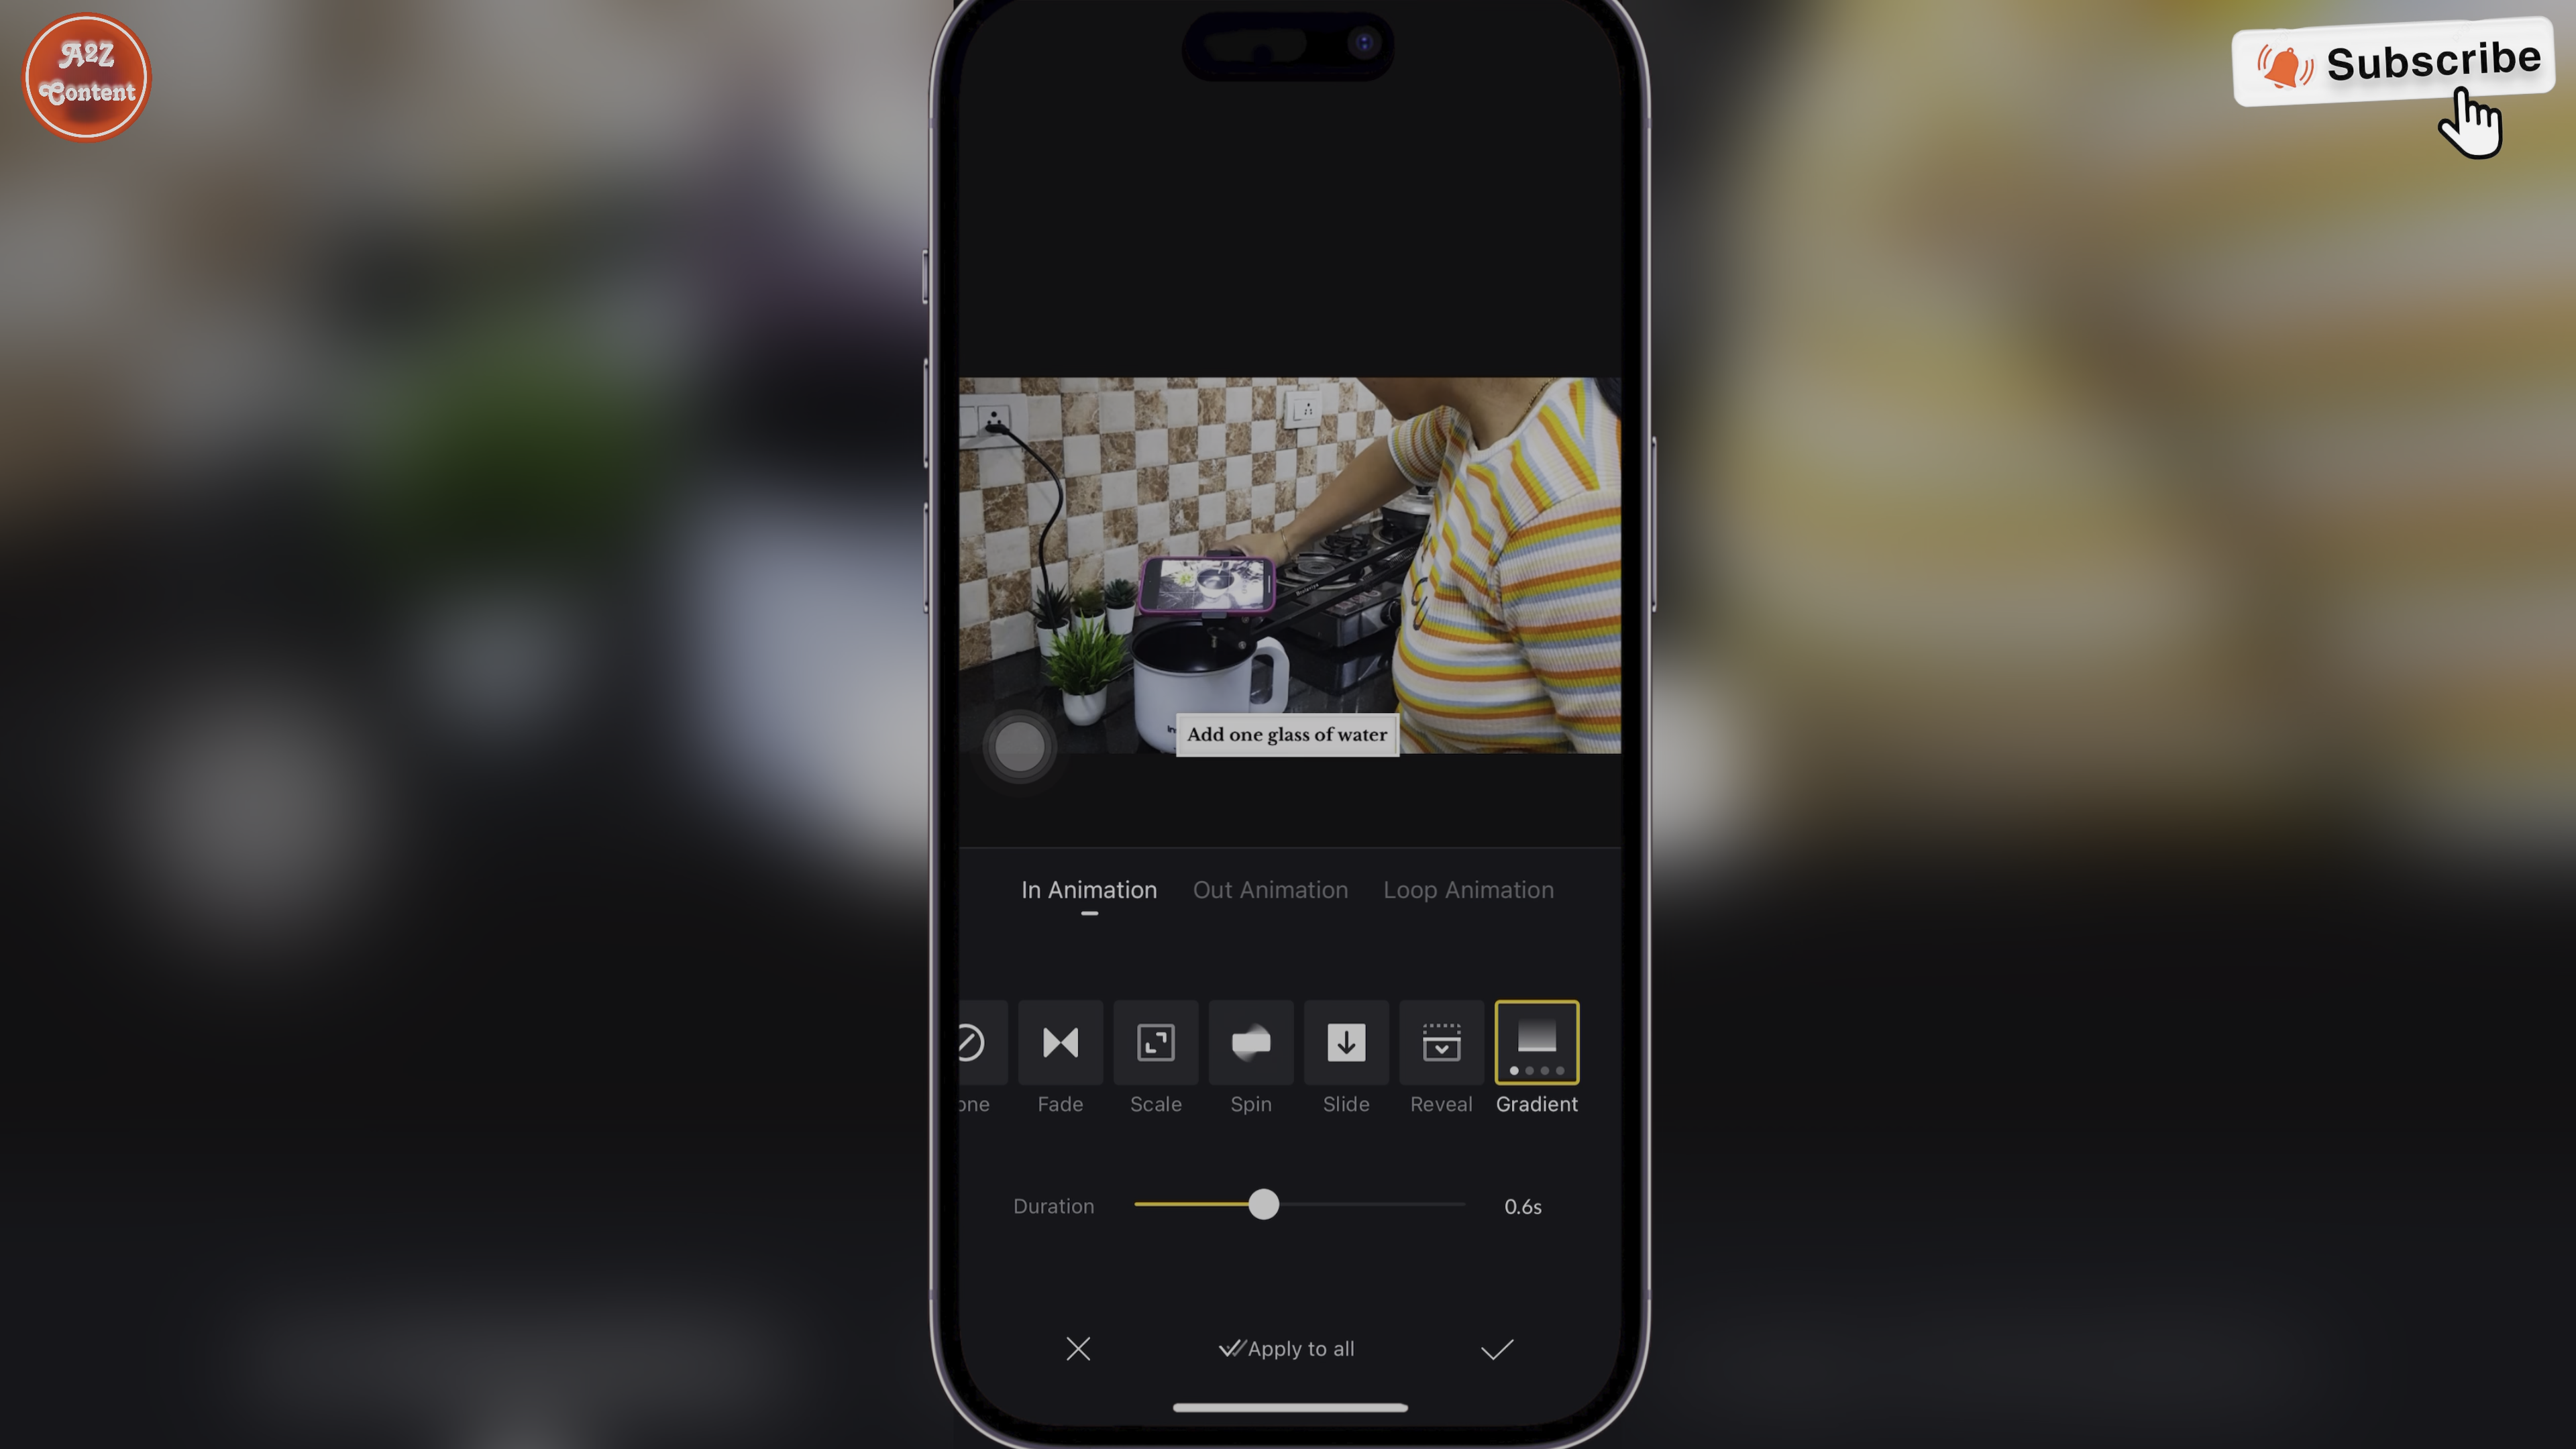 A2Z
Content
Subscribe
Add one glass of water
In Animation
Out Animation
Loop Animation
one
Fade
Scale
Spin
Slide
Reveal
Gradient
Duration
0.6s
Apply to all